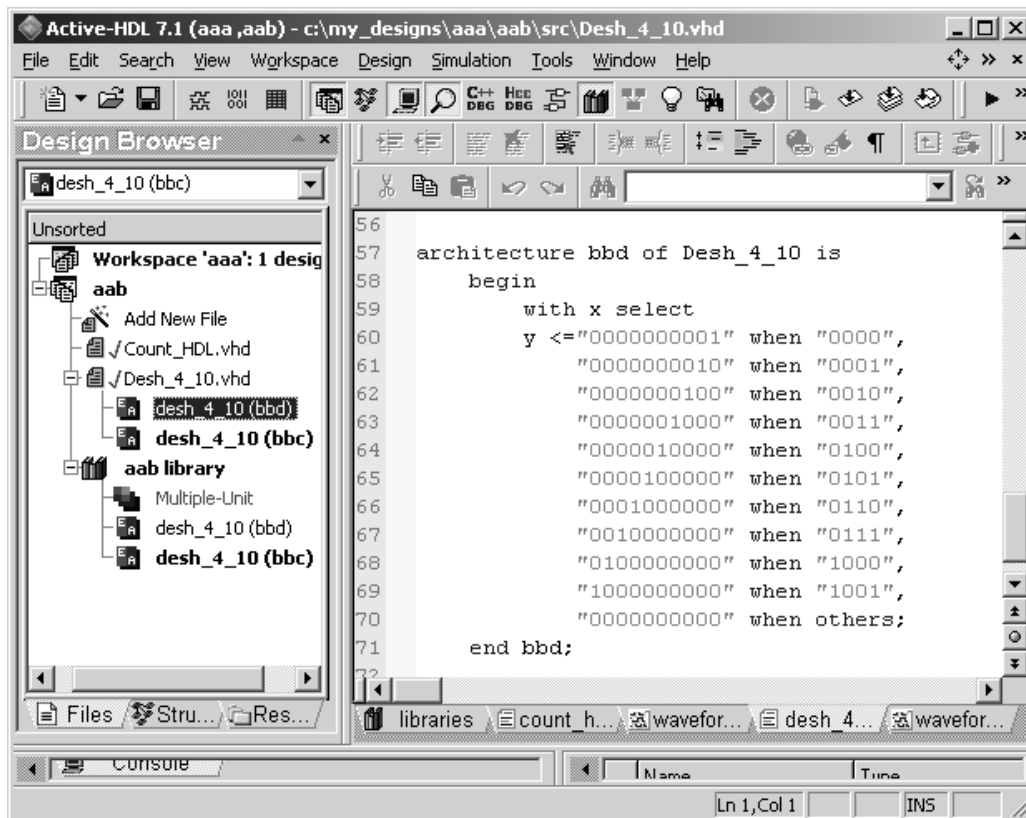 Active-HDL 7.1 (aaa ,aab) - c:\my_designs\aaa\aab\src\Desh_4_10.vhd
File Edit Search View Workspace Design Simulation Tools Window Help
C++ DBG HCC DBG
Design Browser
desh_4_10 (bbc)
Unsorted
Workspace 'aaa': 1 desig
aab
Add New File
Count_HDL.vhd
Desh_4_10.vhd
desh_4_10 (bbd)
desh_4_10 (bbc)
aab library
Multiple-Unit
desh_4_10 (bbd)
desh_4_10 (bbc)
Files Stru... Res...
56
57 architecture bbd of Desh_4_10 is
58 begin
59 with x select
60 y <="0000000001" when "0000",
61 "0000000010" when "0001",
62 "0000000100" when "0010",
63 "0000001000" when "0011",
64 "0000010000" when "0100",
65 "0000100000" when "0101",
66 "0001000000" when "0110",
67 "0010000000" when "0111",
68 "0100000000" when "1000",
69 "1000000000" when "1001",
70 "0000000000" when others;
71 end bbd;
72
libraries count_h... wavefor... desh_4... wavefor...
Console
Name Type
Ln 1,Col 1 INS